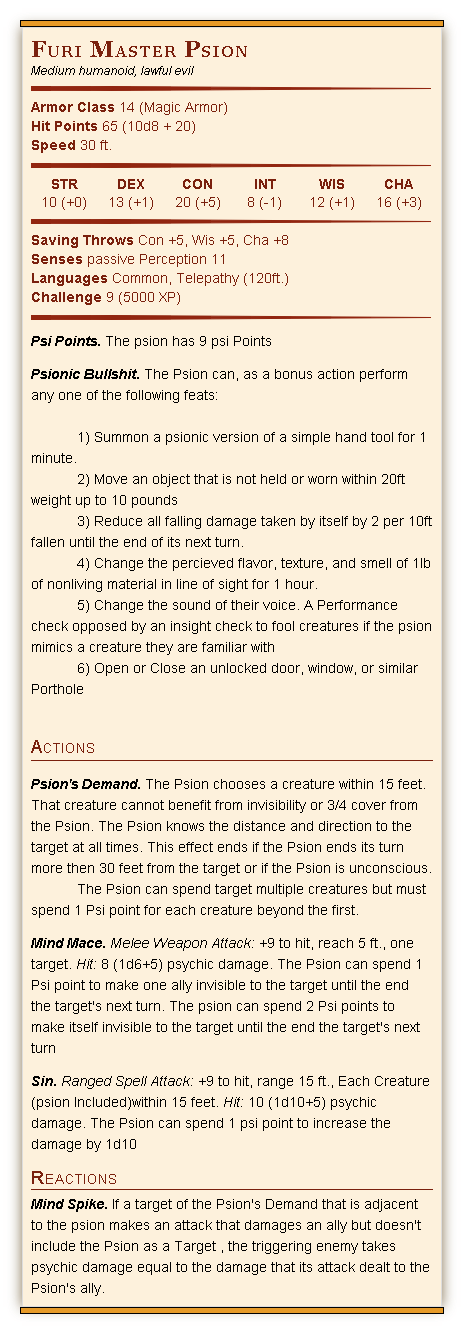 Furi Master Psion
Medium humanoid, lawful evil
Armor Class 14 (Magic Armor)
Hit Points 65 (10d8 + 20)
Speed 30 ft.
STR DEX CON INT WIS CHA
10 (+0) 13 (+1) 20 (+5) 8 (-1) 12 (+1) 16 (+3)
Saving Throws Con +5, Wis +5, Cha +8
Senses passive Perception 11
Languages Common, Telepathy (120ft.)
Challenge 9 (5000 XP)
Psi Points. The psion has 9 psi Points
Psionic Bullshit. The Psion can, as a bonus action perform
any one of the following feats:
1) Summon a psionic version of a simple hand tool for 1
minute.
2) Move an object that is not held or worn within 20ft
weight up to 10 pounds
3) Reduce all falling damage taken by itself by 2 per 10ft
fallen until the end of its next turn.
4) Change the percieved flavor, texture, and smell of 1lb
of nonliving material in line of sight for 1 hour.
5) Change the sound of their voice. A Performance
check opposed by an insight check to fool creatures if the psion
mimics a creature they are familiar with
6) Open or Close an unlocked door, window, or similar
Porthole
Actions
Psion's Demand. The Psion chooses a creature within 15 feet.
That creature cannot benefit from invisibility or 3/4 cover from
the Psion. The Psion knows the distance and direction to the
target at all times. This effect ends if the Psion ends its turn
more then 30 feet from the target or if the Psion is unconscious.
The Psion can spend target multiple creatures but must
spend 1 Psi point for each creature beyond the first.
Mind Mace. Melee Weapon Attack: +9 to hit, reach 5 ft., one
target. Hit: 8 (1d6+5) psychic damage. The Psion can spend 1
Psi point to make one ally invisible to the target until the end
the target's next turn. The psion can spend 2 Psi points to
make itself invisible to the target until the end the target's next
turn
Sin. Ranged Spell Attack: +9 to hit, range 15 ft., Each Creature
(psion Included)within 15 feet. Hit: 10 (1d10+5) psychic
damage. The Psion can spend 1 psi point to increase the
damage by 1d10
Reactions
Mind Spike. If a target of the Psion's Demand that is adjacent
to the psion makes an attack that damages an ally but doesn't
include the Psion as a Target , the triggering enemy takes
psychic damage equal to the damage that its attack dealt to the
Psion's ally.